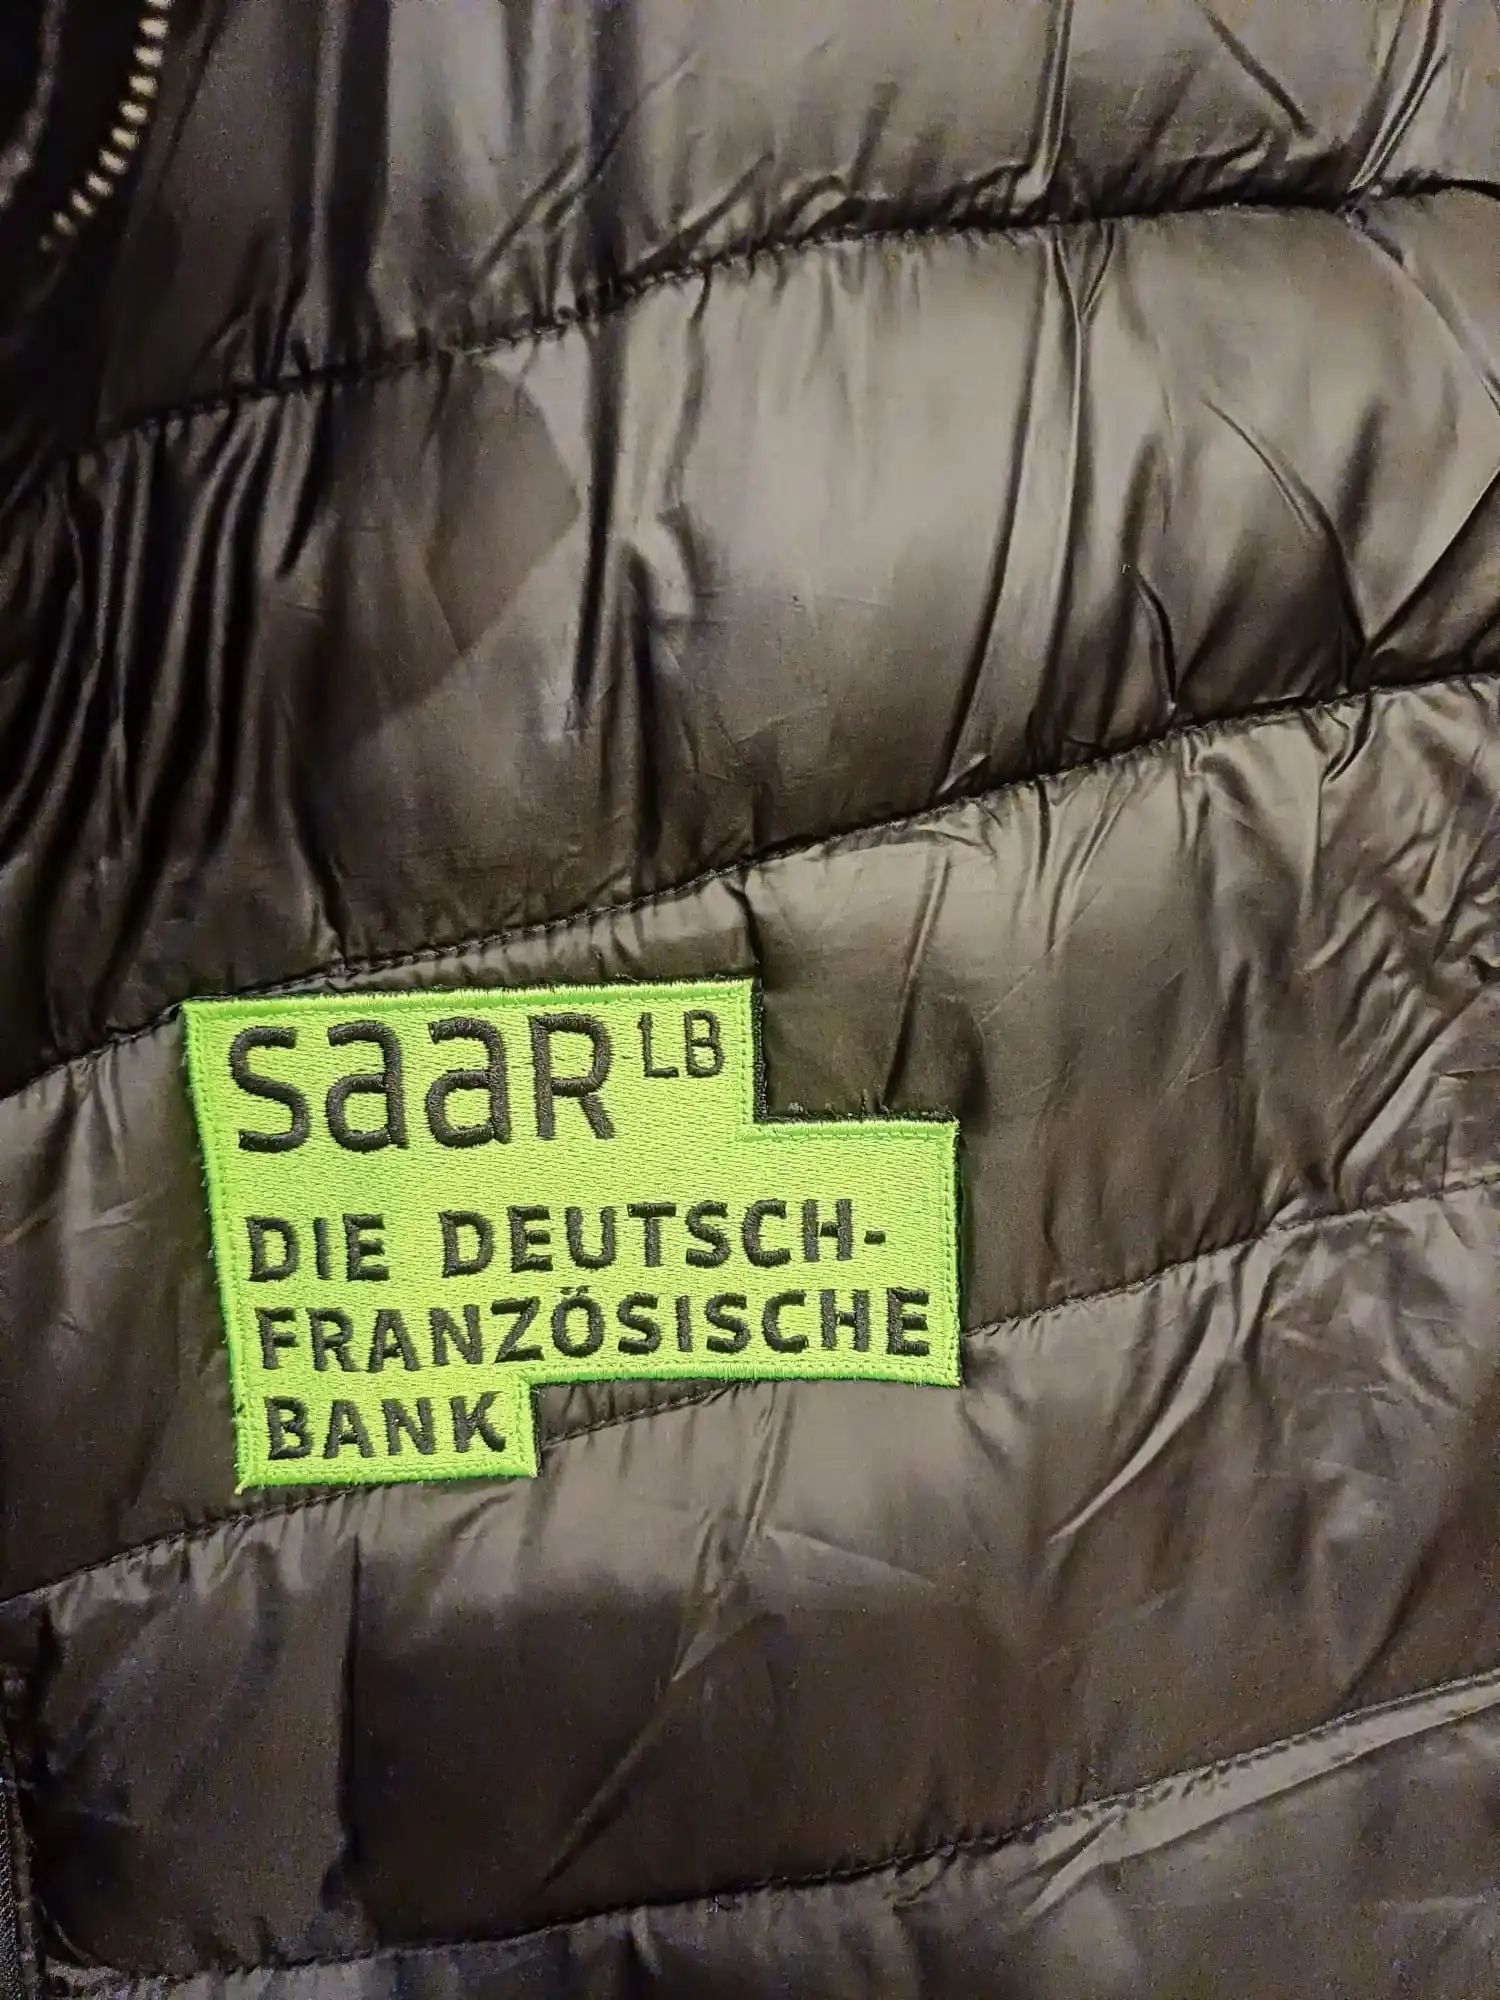 saaR LB
DIE DEUTSCH-
FRANZÖSISCHE
BANK